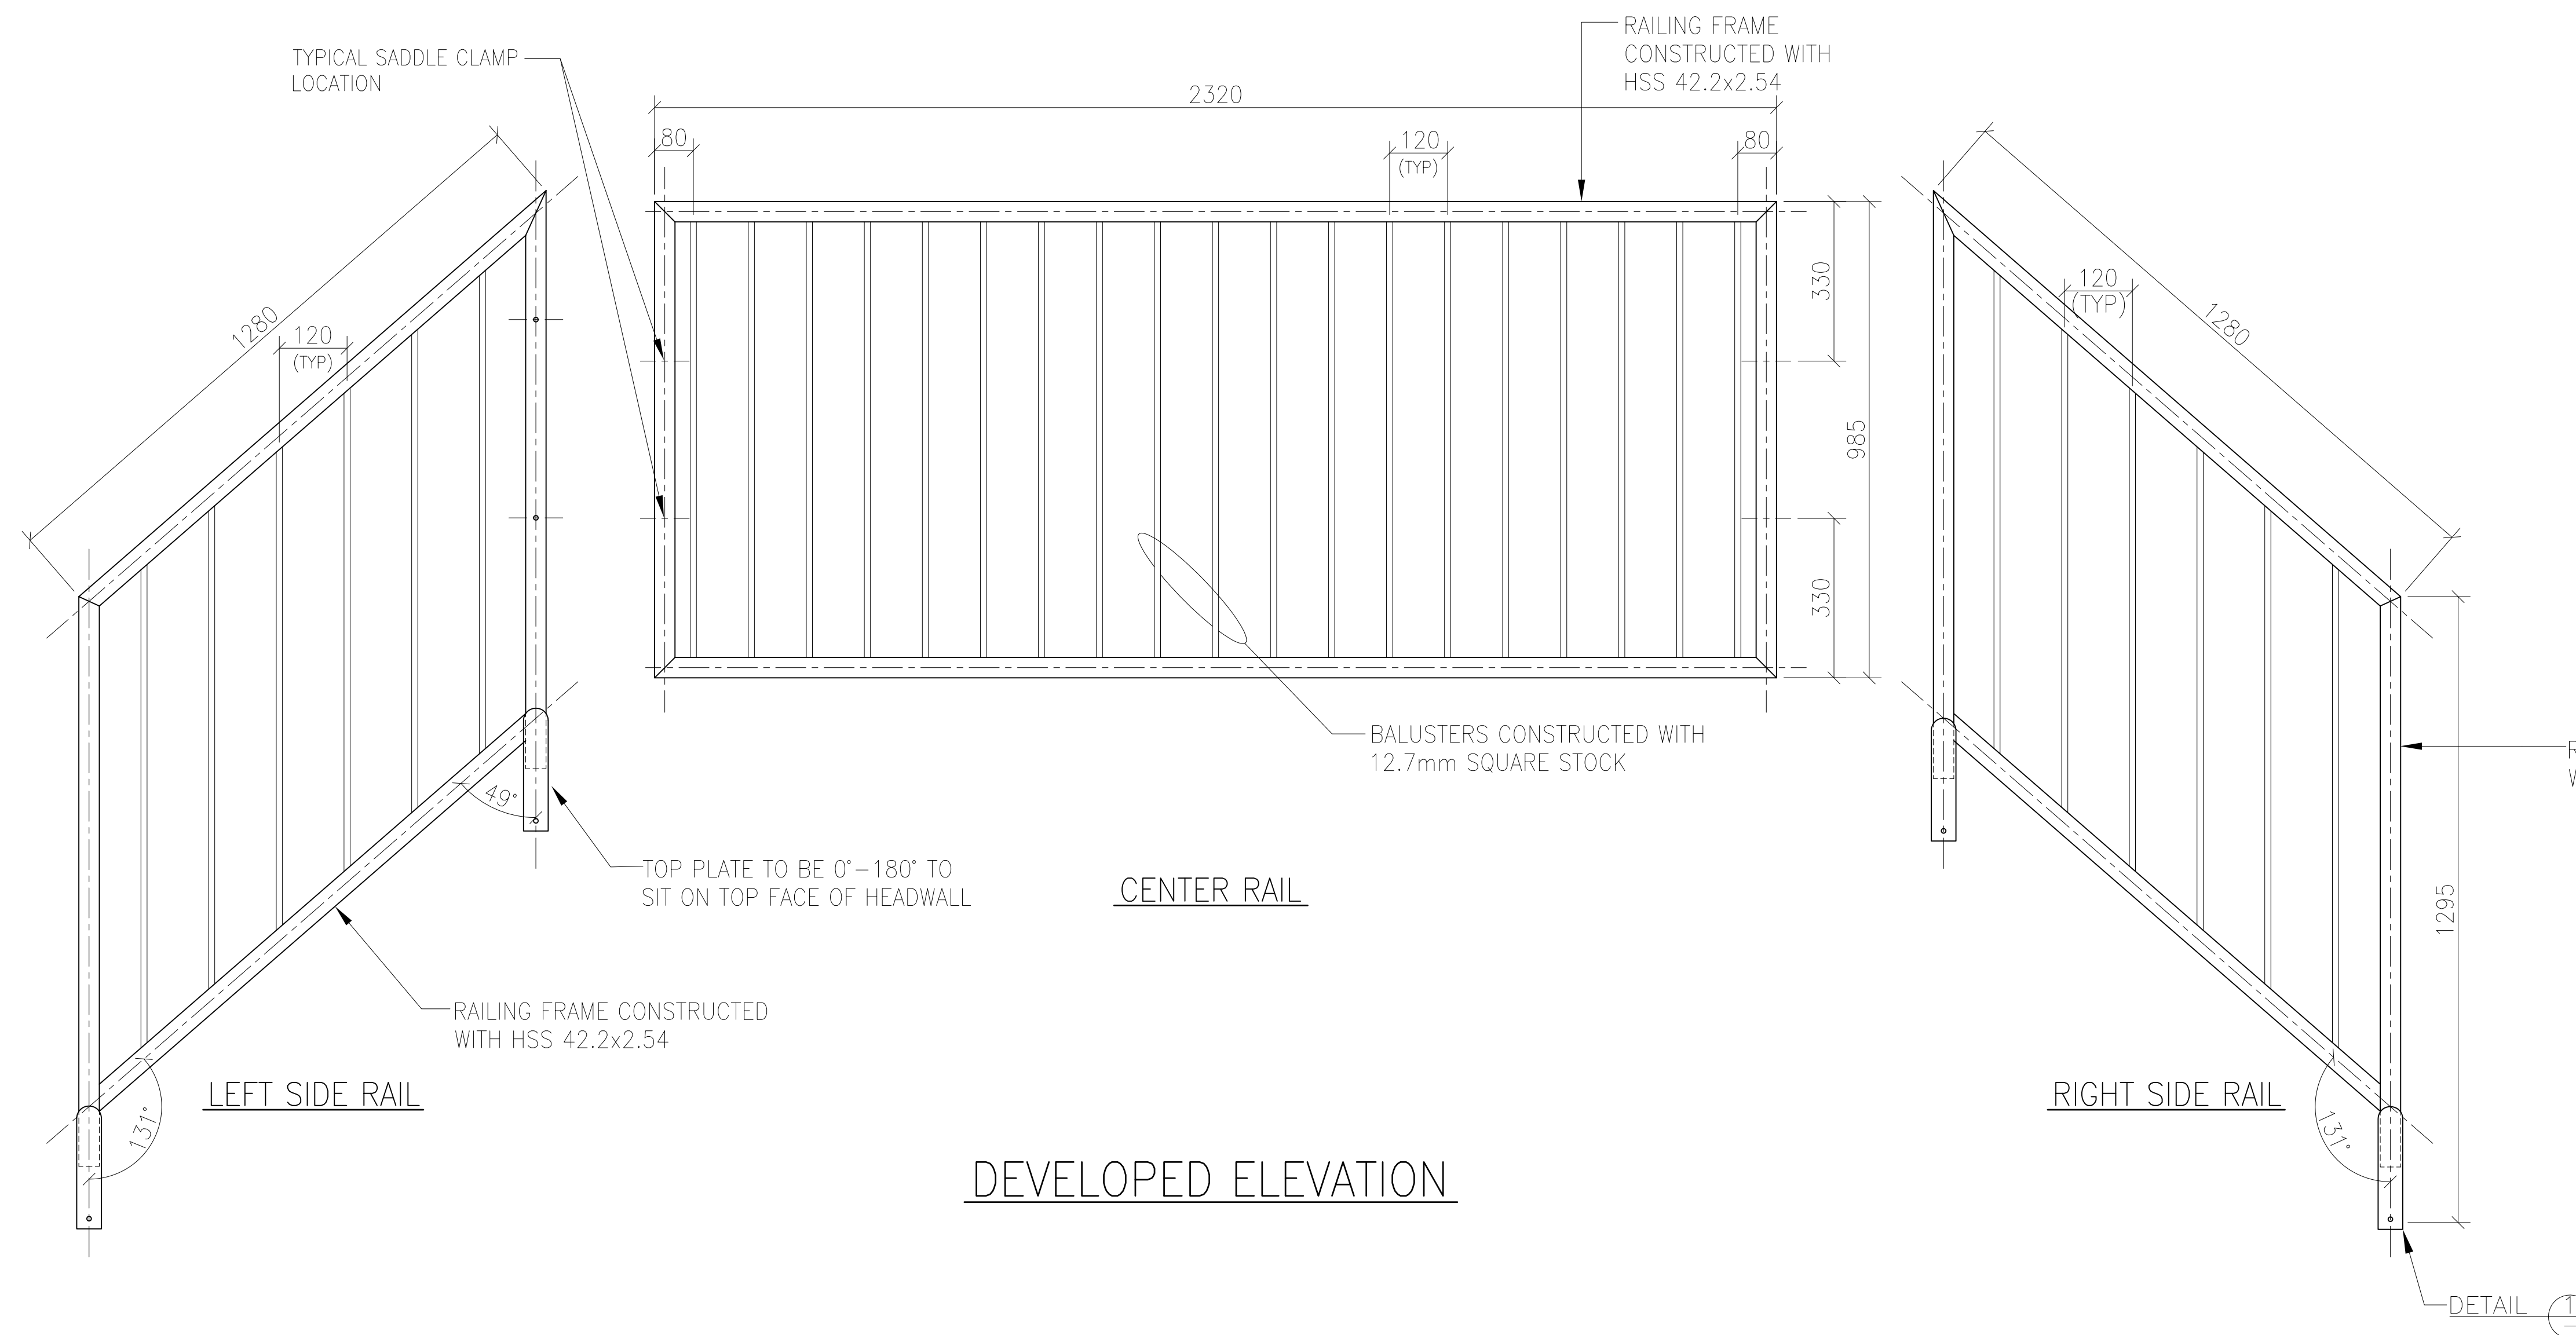 RAILING FRAME
CONSTRUCTED WITH
HSS 42.2x2.54
TYPICAL SADDLE CLAMP
LOCATION
2320
80
120
(TYP)
80
330
985
330
1280
120
(TYP)
120
(TYP)
1280
BALUSTERS CONSTRUCTED WITH
12.7mm SQUARE STOCK
49°
TOP PLATE TO BE 0°-180° TO
SIT ON TOP FACE OF HEADWALL
CENTER RAIL
1295
RAILING FRAME CONSTRUCTED
WITH HSS 42.2x2.54
LEFT SIDE RAIL
RIGHT SIDE RAIL
131°
131°
DEVELOPED ELEVATION
DETAIL 1